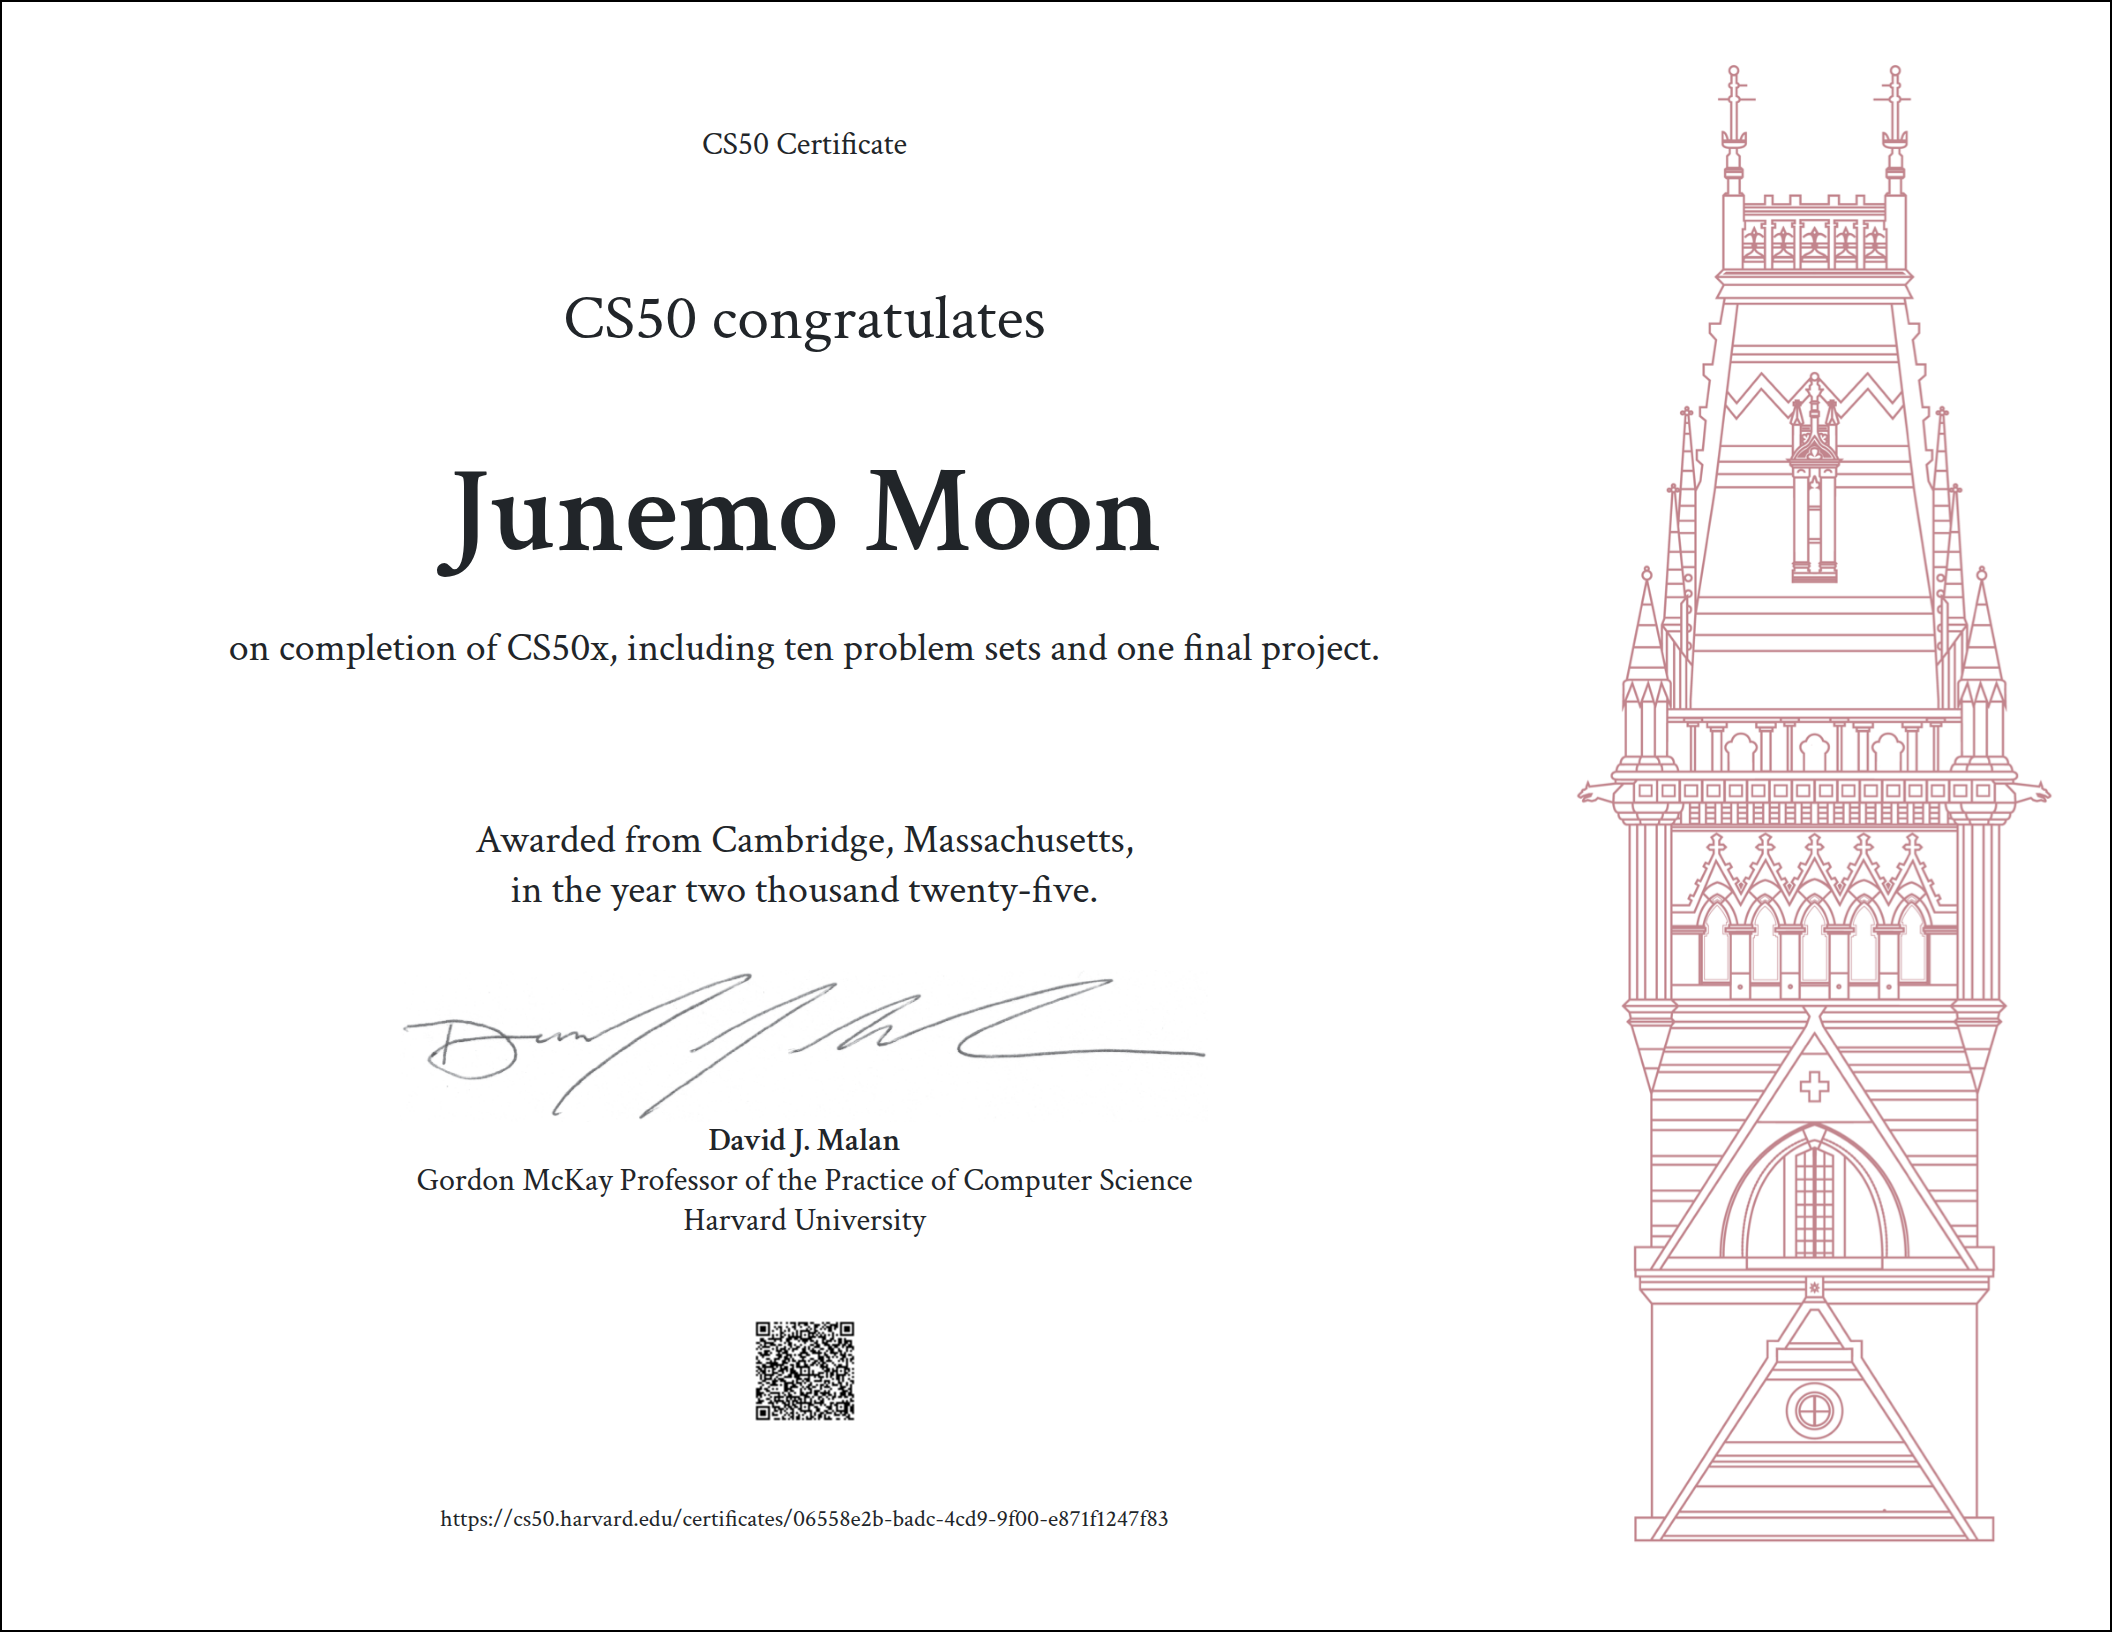 CS50 Certificate
CS50 congratulates
Junemo Moon
on completion of CS50x, including ten problem sets and one final project.
Awarded from Cambridge, Massachusetts,
in the year two thousand twenty-five.
David J. Malan
Gordon McKay Professor of the Practice of Computer Science
Harvard University
https://cs50.harvard.edu/certificates/06558e2b-badc-4cd9-9f00-e871f1247f83